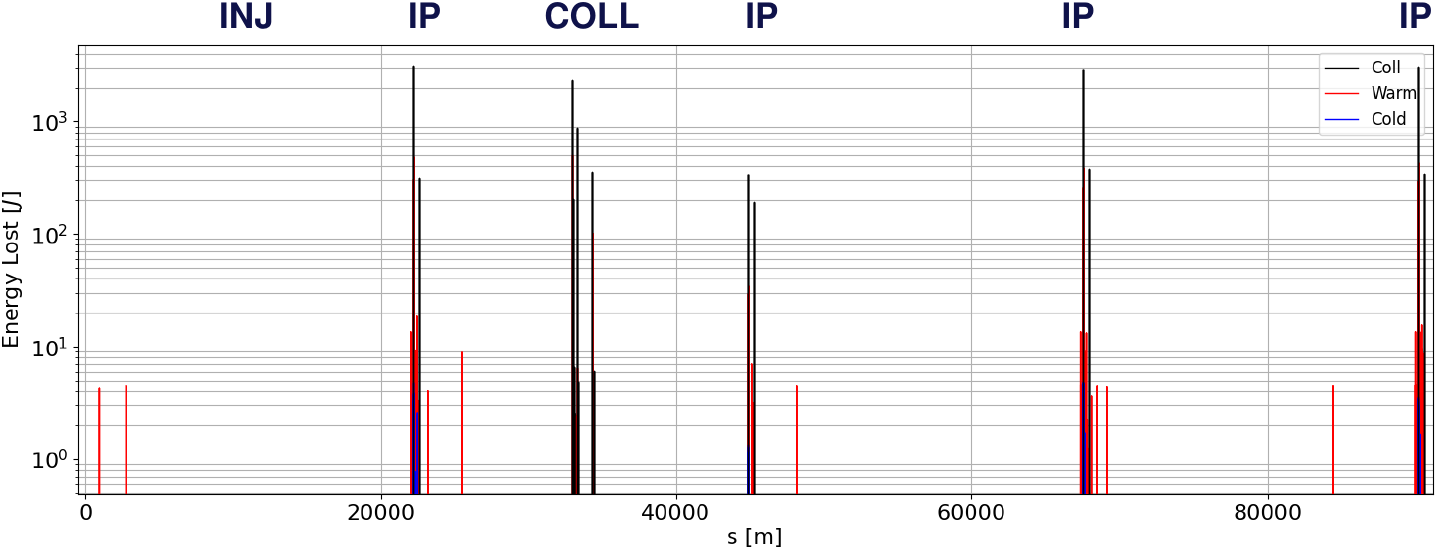 INJ IP COLL IP IP IP
Coll
Warm
Cold
Energy Lost [J]
10³
10²
10¹
10⁰
0 20000 40000 60000 80000
s [m]